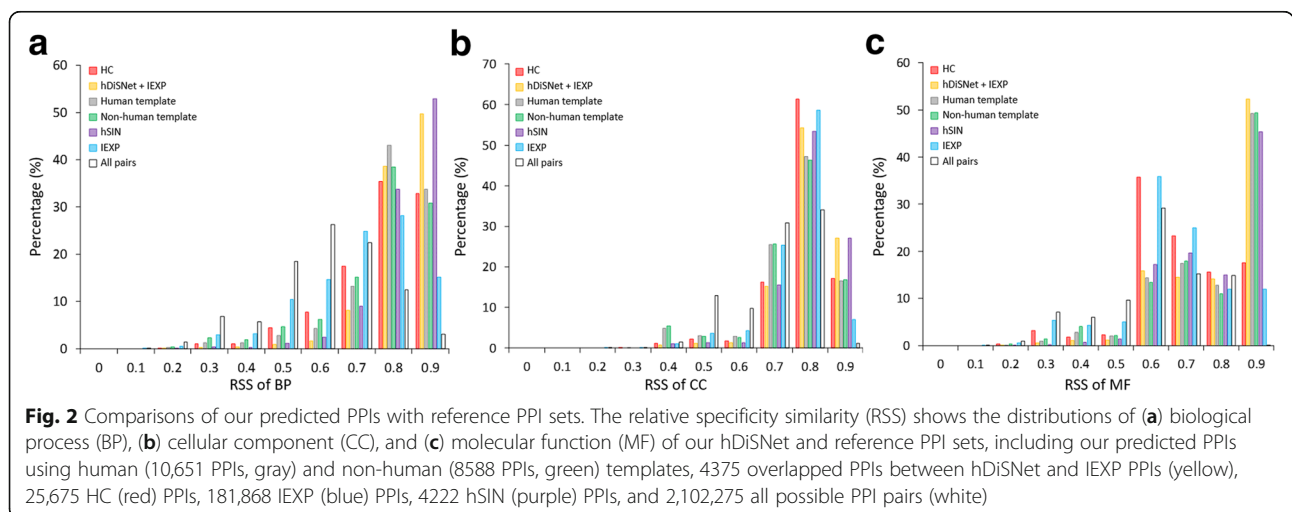 a
60
50
40
30
20
10
0
Percentage (%)
HC
hDiSNet + IEXP
Human template
Non-human template
hSIN
IEXP
All pairs
0 0.1 0.2 0.3 0.4 0.5 0.6 0.7 0.8 0.9
RSS of BP
b
70
60
50
40
30
20
10
0
Percentage (%)
HC
hDiSNet + IEXP
Human template
Non-human template
hSIN
IEXP
All pairs
0 0.1 0.2 0.3 0.4 0.5 0.6 0.7 0.8 0.9
RSS of CC
c
60
50
40
30
20
10
0
Percentage (%)
HC
hDiSNet + IEXP
Human template
Non-human template
hSIN
IEXP
All pairs
0 0.1 0.2 0.3 0.4 0.5 0.6 0.7 0.8 0.9
RSS of MF
Fig. 2 Comparisons of our predicted PPIs with reference PPI sets. The relative specificity similarity (RSS) shows the distributions of (a) biological
process (BP), (b) cellular component (CC), and (c) molecular function (MF) of our hDiSNet and reference PPI sets, including our predicted PPIs
using human (10,651 PPIs, gray) and non-human (8588 PPIs, green) templates, 4375 overlapped PPIs between hDiSNet and IEXP PPIs (yellow),
25,675 HC (red) PPIs, 181,868 IEXP (blue) PPIs, 4222 hSIN (purple) PPIs, and 2,102,275 all possible PPI pairs (white)